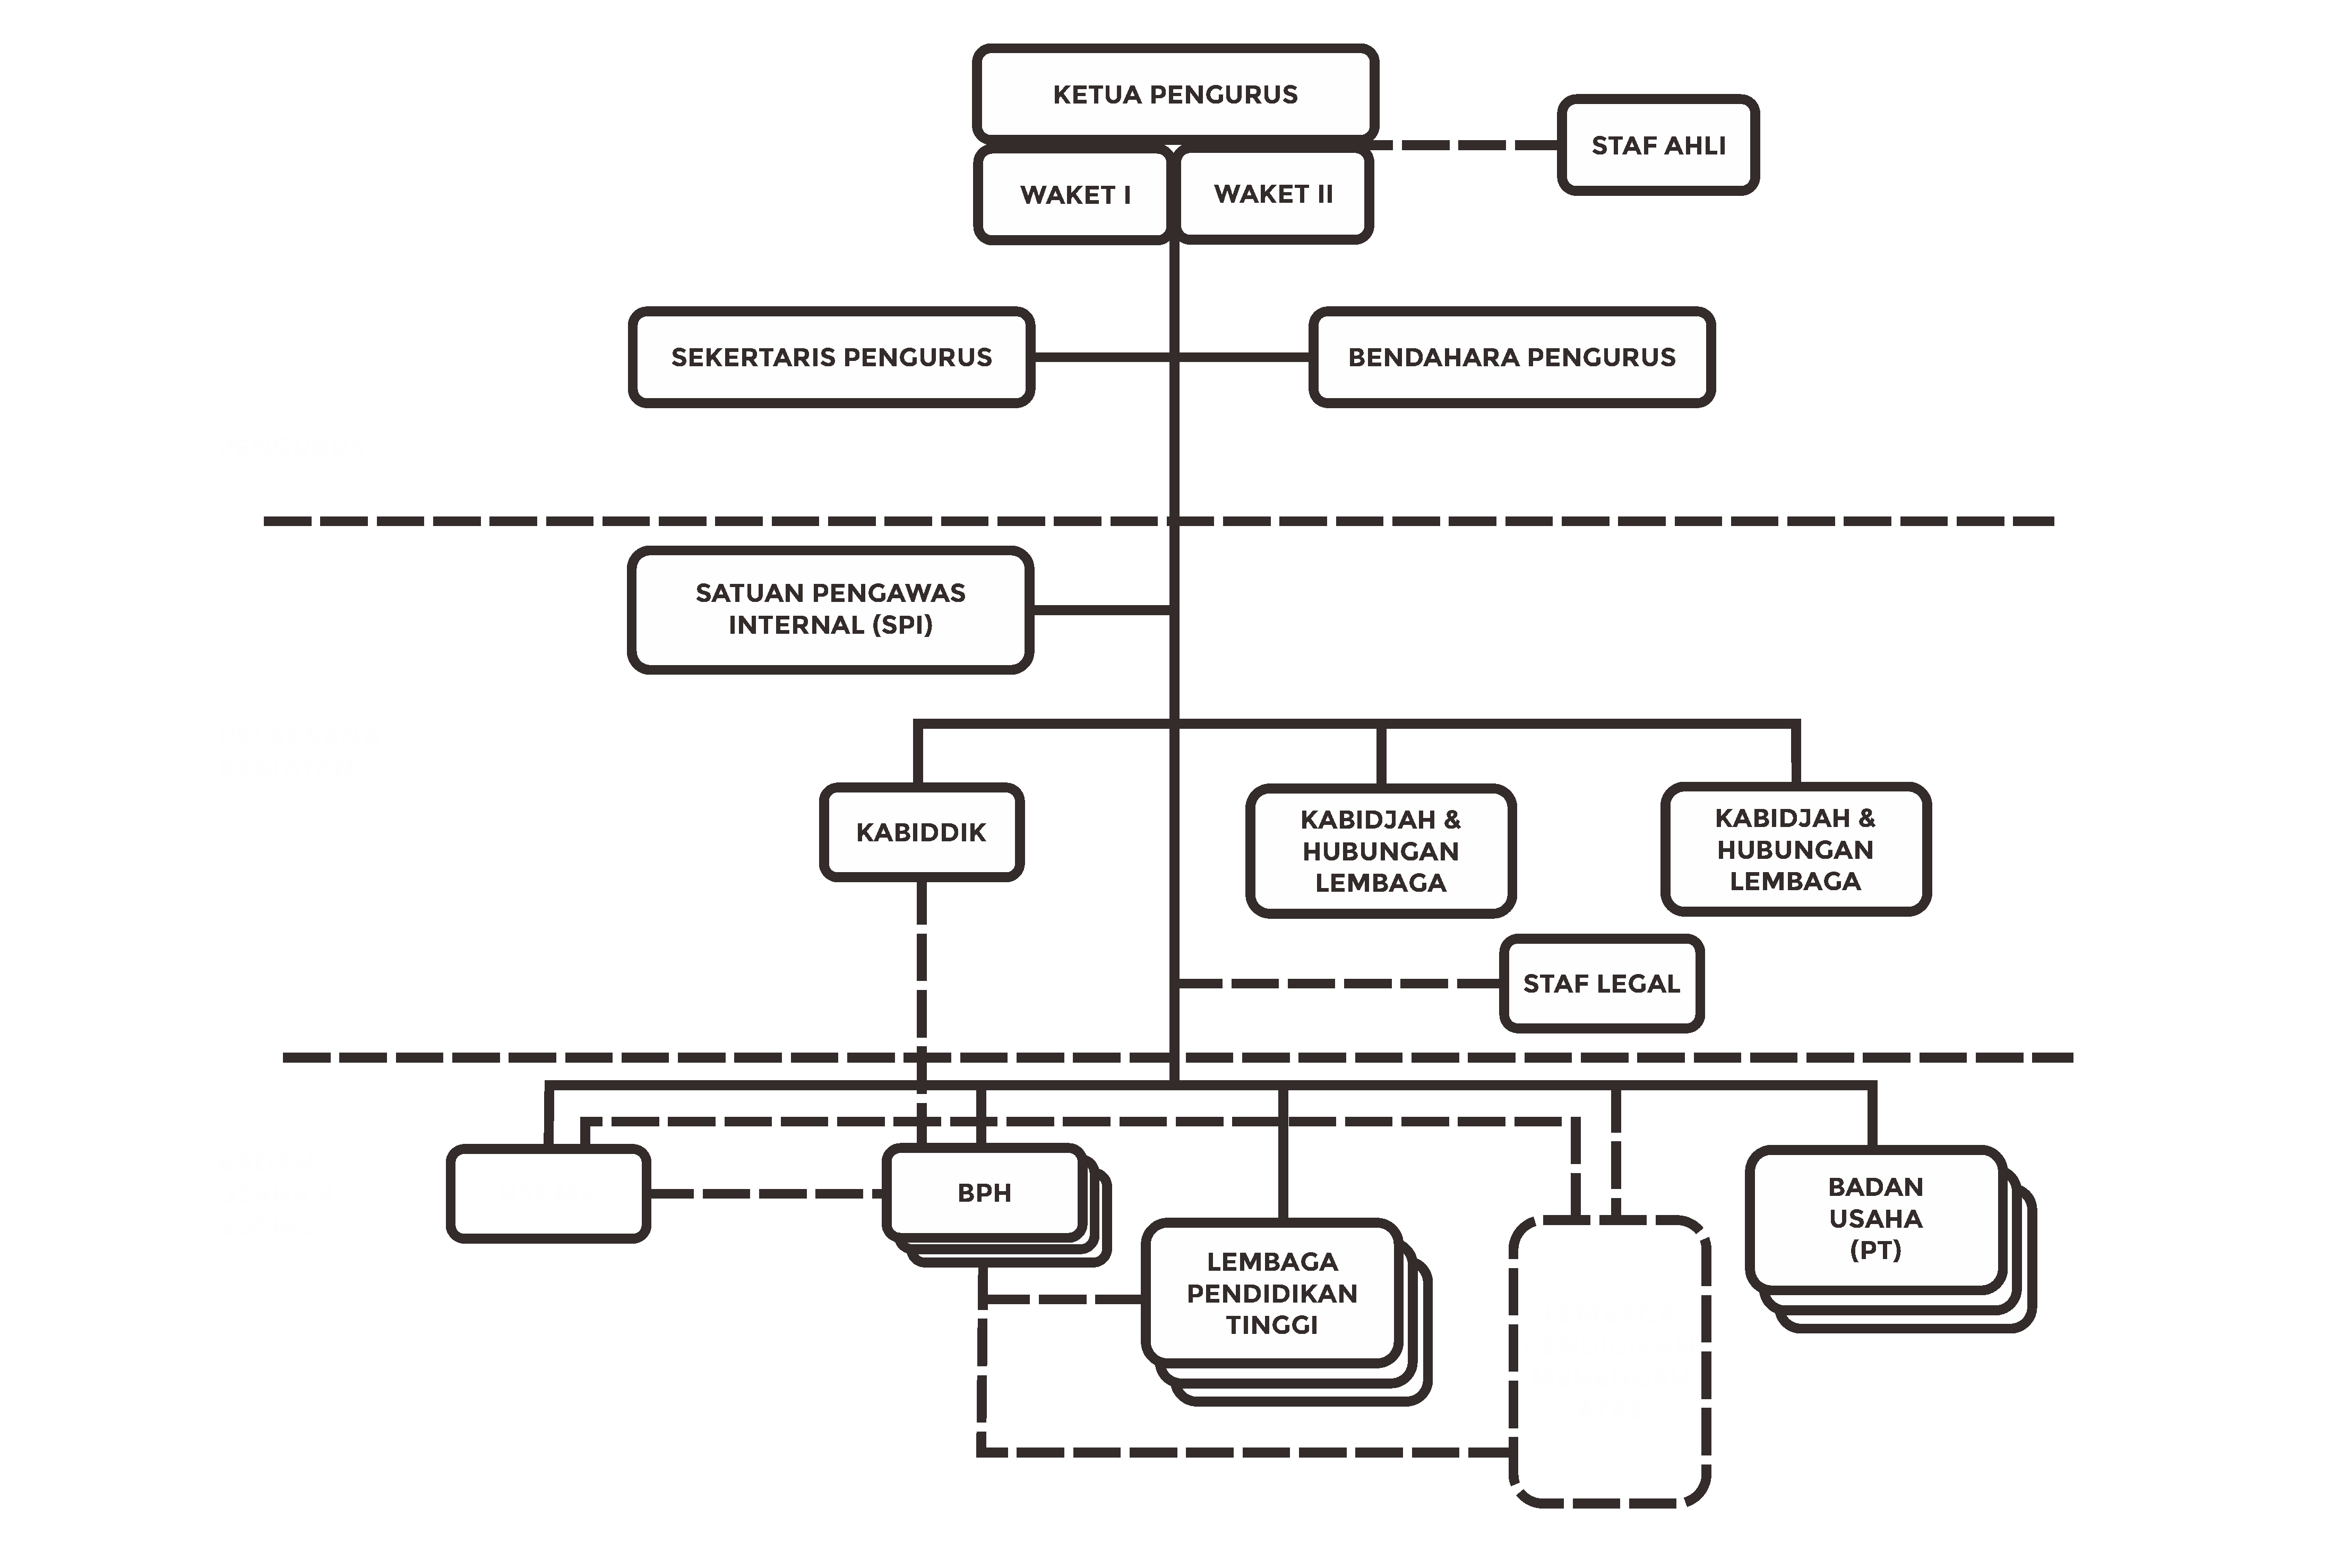 KETUA PENGURUS
STAF AHLI
WAKET I
WAKET II
SEKERTARIS PENGURUS
BENDAHARA PENGURUS
SATUAN PENGAWAS
INTERNAL (SPI)
KABIDDIK
KABIDJAH &
HUBUNGAN
LEMBAGA
KABIDJAH &
HUBUNGAN
LEMBAGA
STAF LEGAL
BPH
LEMBAGA
PENDIDIKAN
TINGGI
BADAN
USAHA
(PT)